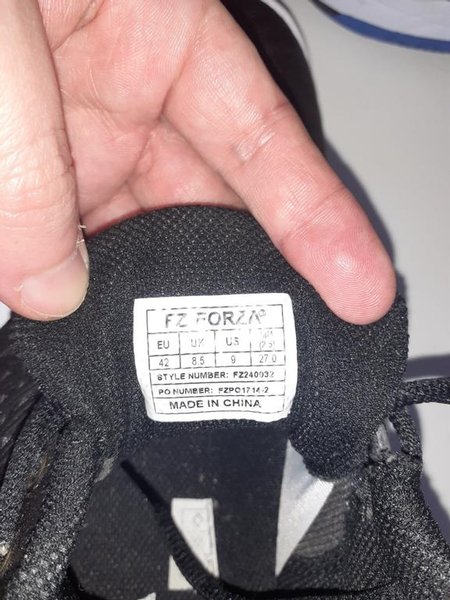 FZ FORZA®
EU UK US
42 8.5 9 27.0
STYLE NUMBER: FZ240032
PO NUMBER: FZPO1714-2
MADE IN CHINA